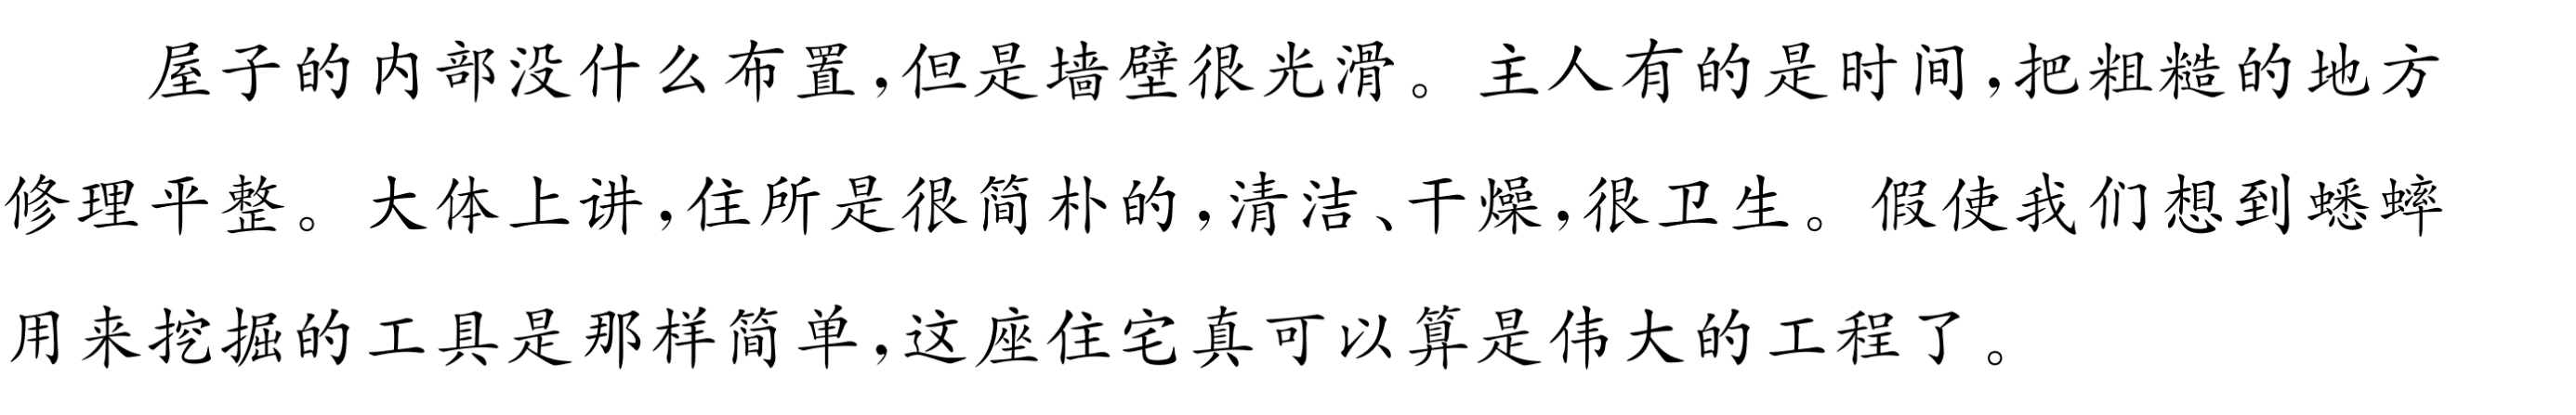 屋子的内部没什么布置，但是墙壁很光滑。主人有的是时间，把粗糙的地方
修理平整。大体上讲，住所是很简朴的，清洁、干燥，很卫生。假使我们想到蟋蟀
用来挖掘的工具是那样简单，这座住宅真可以算是伟大的工程了。